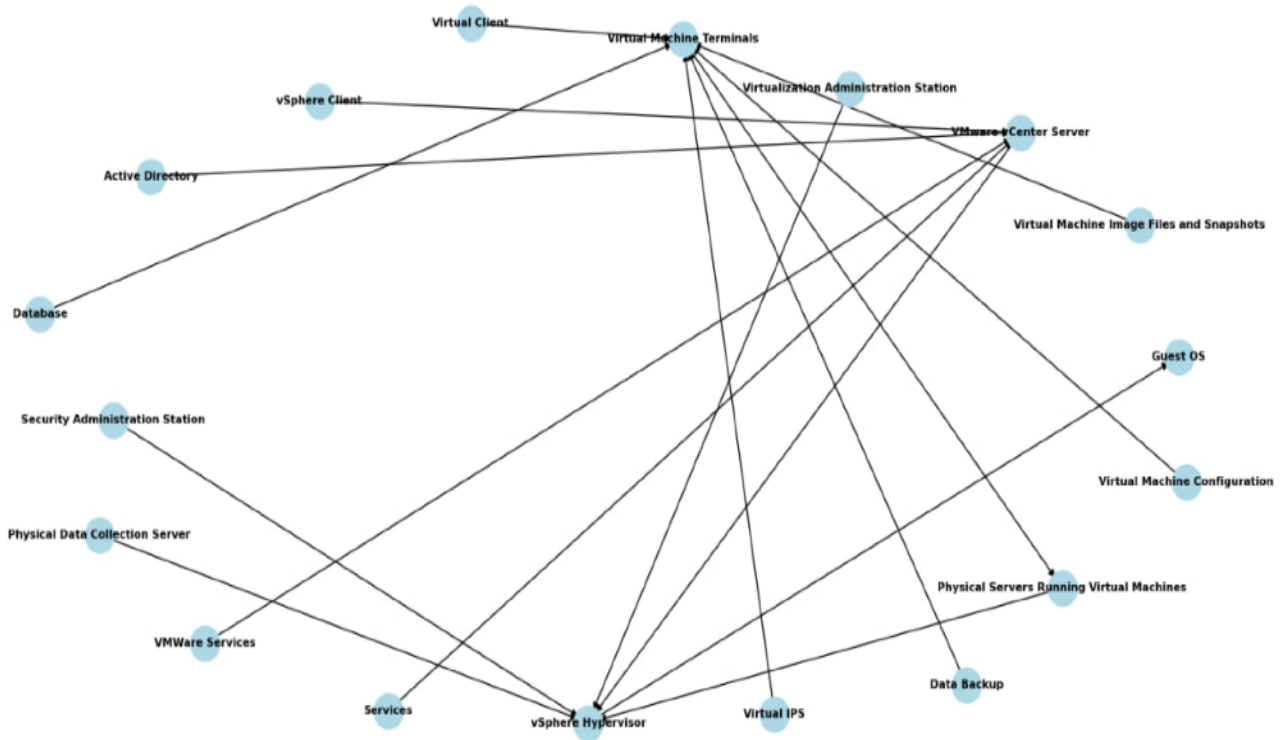 Virtual Client
Virtual Machine Terminals
Virtualization Administration Station
vSphere Client
VMware vCenter Server
Active Directory
Virtual Machine Image Files and Snapshots
Database
Guest OS
Security Administration Station
Virtual Machine Configuration
Physical Data Collection Server
Physical Servers Running Virtual Machines
VMWare Services
Data Backup
Services
Virtual IPS
vSphere Hypervisor